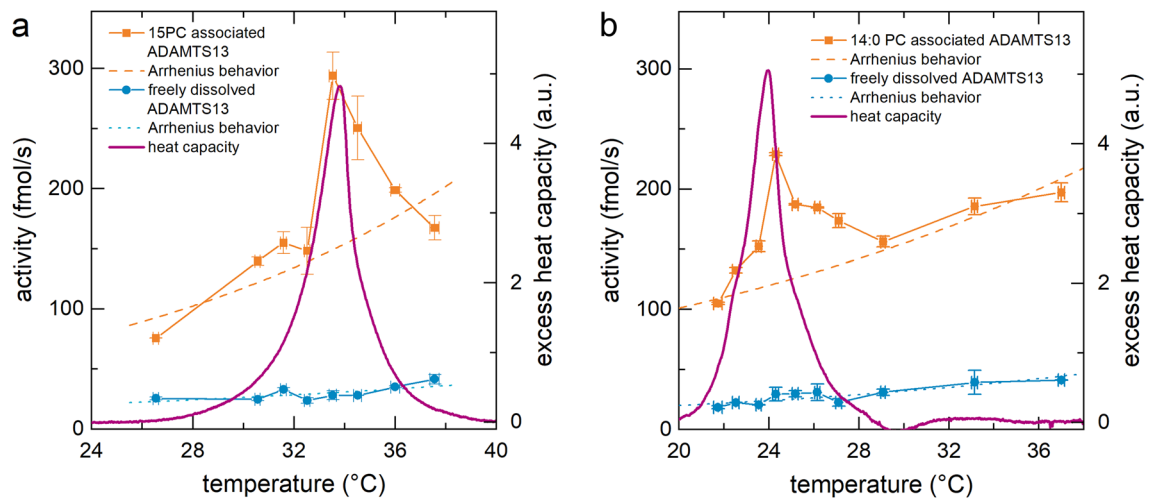 a
15PC associated
ADAMTS13
Arrhenius behavior
freely dissolved
ADAMTS13
Arrhenius behavior
heat capacity
activity (fmol/s)
300
200
100
0
24
28
32
36
40
temperature (°C)
4
2
0
excess heat capacity (a.u.)
b
14:0 PC associated ADAMTS13
Arrhenius behavior
freely dissolved ADAMTS13
Arrhenius behavior
heat capacity
activity (fmol/s)
300
200
100
0
20
24
28
32
36
temperature (°C)
4
2
0
excess heat capacity (a.u.)